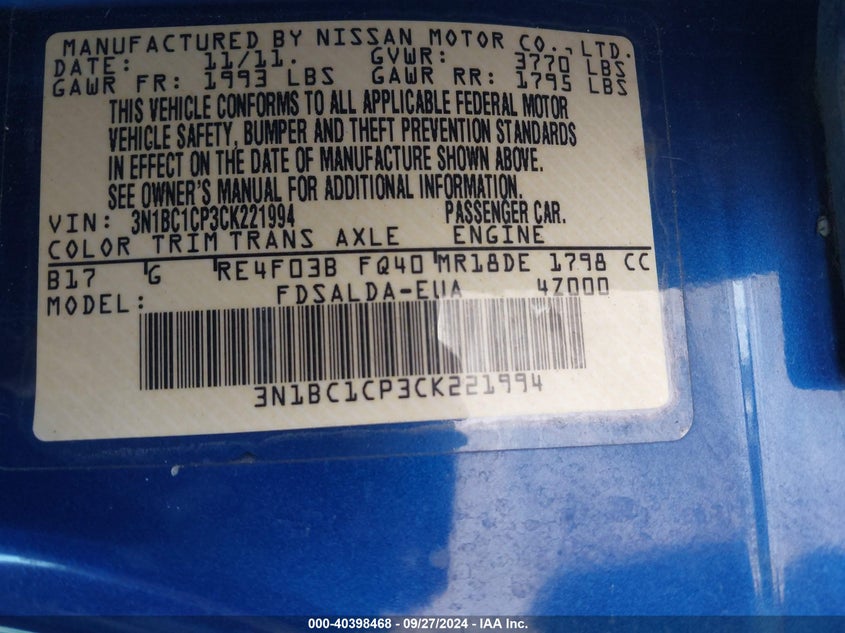 MANUFACTURED BY NISSAN MOTOR CO., LTD.
DATE: 11/11. GVWR: 3770 LBS
GAWR FR: 1993 LBS GAWR RR: 1795 LBS
THIS VEHICLE CONFORMS TO ALL APPLICABLE FEDERAL MOTOR
VEHICLE SAFETY, BUMPER AND THEFT PREVENTION STANDARDS
IN EFFECT ON THE DATE OF MANUFACTURE SHOWN ABOVE.
SEE OWNER'S MANUAL FOR ADDITIONAL INFORMATION.
VIN: 3N1BC1CP3CK221994 PASSENGER CAR.
COLOR TRIM TRANS AXLE ENGINE
B17 G RE4F03B FQ40 MR18DE 1798 CC
MODEL: FDSALDA-EUA 4Z000
3N1BC1CP3CK221994
000-40398468 - 09/27/2024 - IAA Inc.